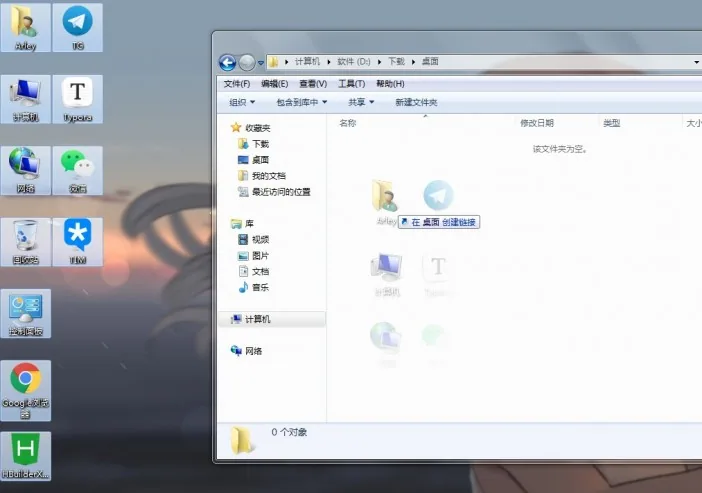 Arley
TG
计算机
Typora
网络
微信
回收站
TIM
控制面板
Google浏览
器
HBuilderX...
计算机 软件 (D:) 下载 桌面
文件(F) 编辑(E) 查看(V) 工具(T) 帮助(H)
组织 包含到库中 共享 新建文件夹
收藏夹
下载
桌面
我的文档
最近访问的位置
库
视频
图片
文档
音乐
计算机
网络
名称 修改日期 类型 大小
该文件夹为空。
Arley
在 桌面 创建链接
T
计算机
0 个对象